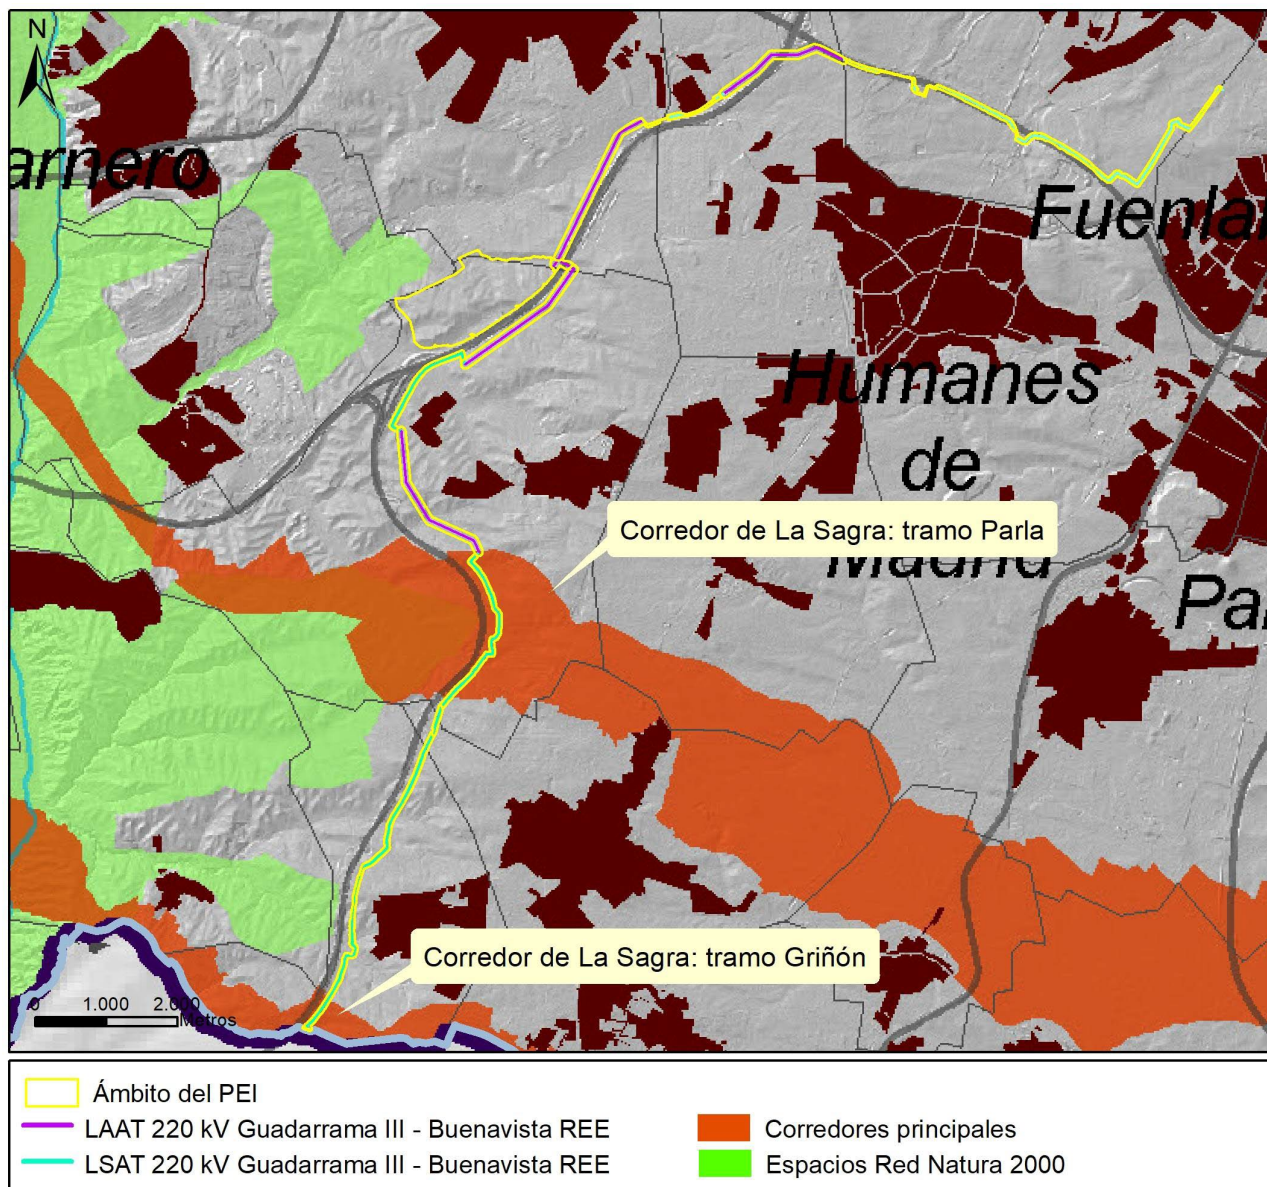 N
arnero
Fuenlal
Humanes
de
Madrid
Corredor de La Sagra: tramo Parla
Pa
Corredor de La Sagra: tramo Griñón
0 1.000 2.000
Metros
Ámbito del PEI
LAAT 220 kV Guadarrama III - Buenavista REE
LSAT 220 kV Guadarrama III - Buenavista REE
Corredores principales
Espacios Red Natura 2000